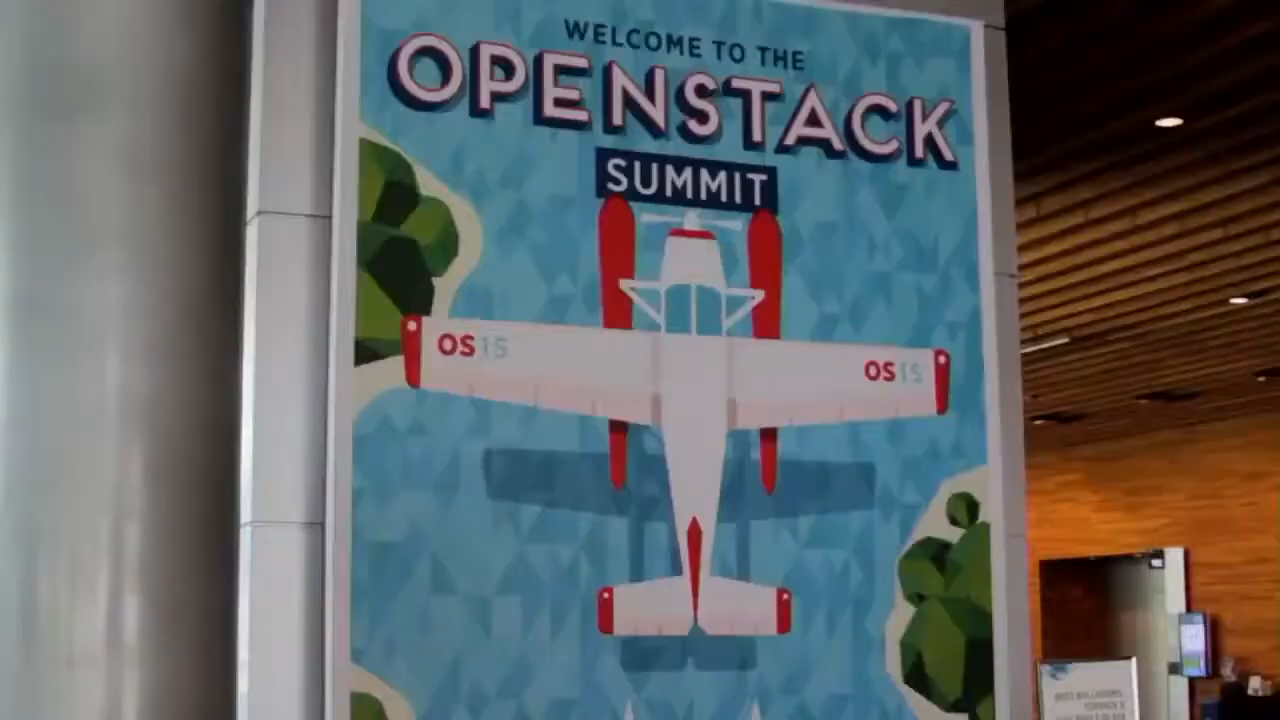 WELCOME TO THE
OPENSTACK
SUMMIT
OS15
OS15